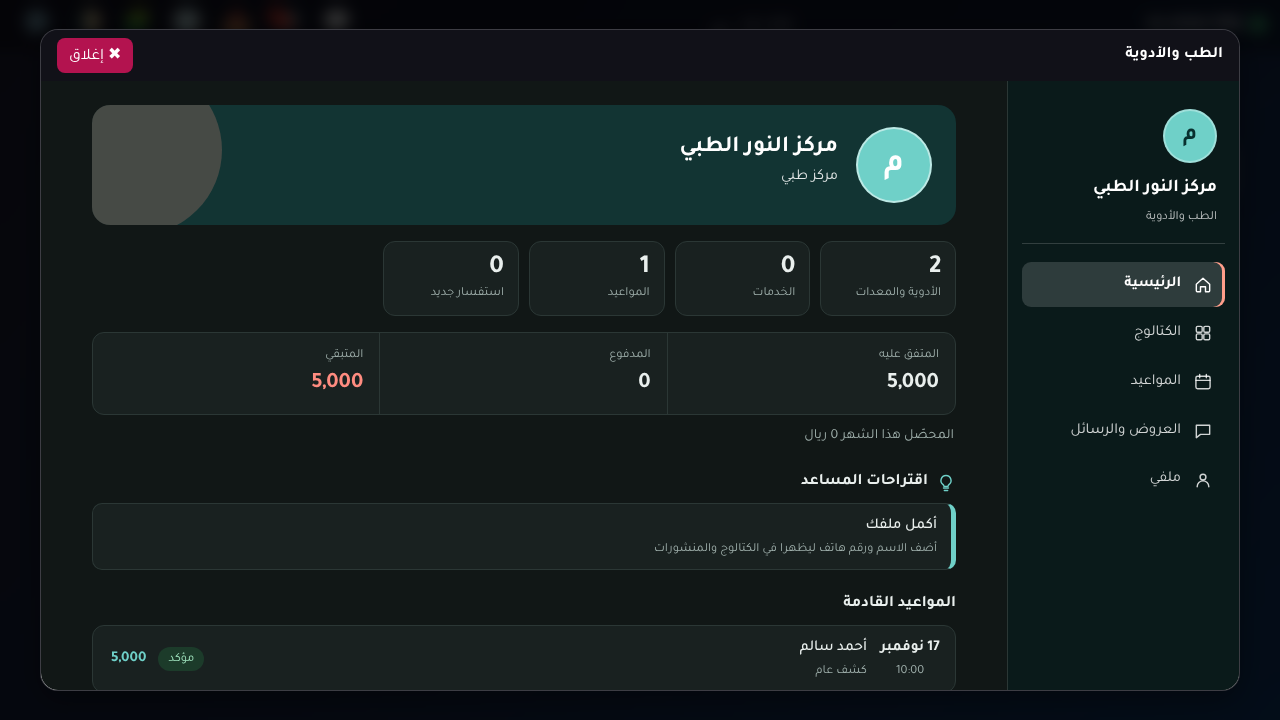 الطب والأدوية
✖ إغلاق
م
مركز النور الطبي
الطب والأدوية
الرئيسية
الكتالوج
المواعيد
العروض والرسائل
ملفي
م
مركز النور الطبي
مركز طبي
2
الأدوية والمعدات
0
الخدمات
1
المواعيد
0
استفسار جديد
المتفق عليه
5,000
المدفوع
0
المتبقي
5,000
المحصّل هذا الشهر 0 ريال
اقتراحات المساعد
أكمل ملفك
أضف الاسم ورقم هاتف ليظهرا في الكتالوج والمنشورات
المواعيد القادمة
17 نوفمبر
10:00
أحمد سالم
كشف عام
مؤكد
5,000